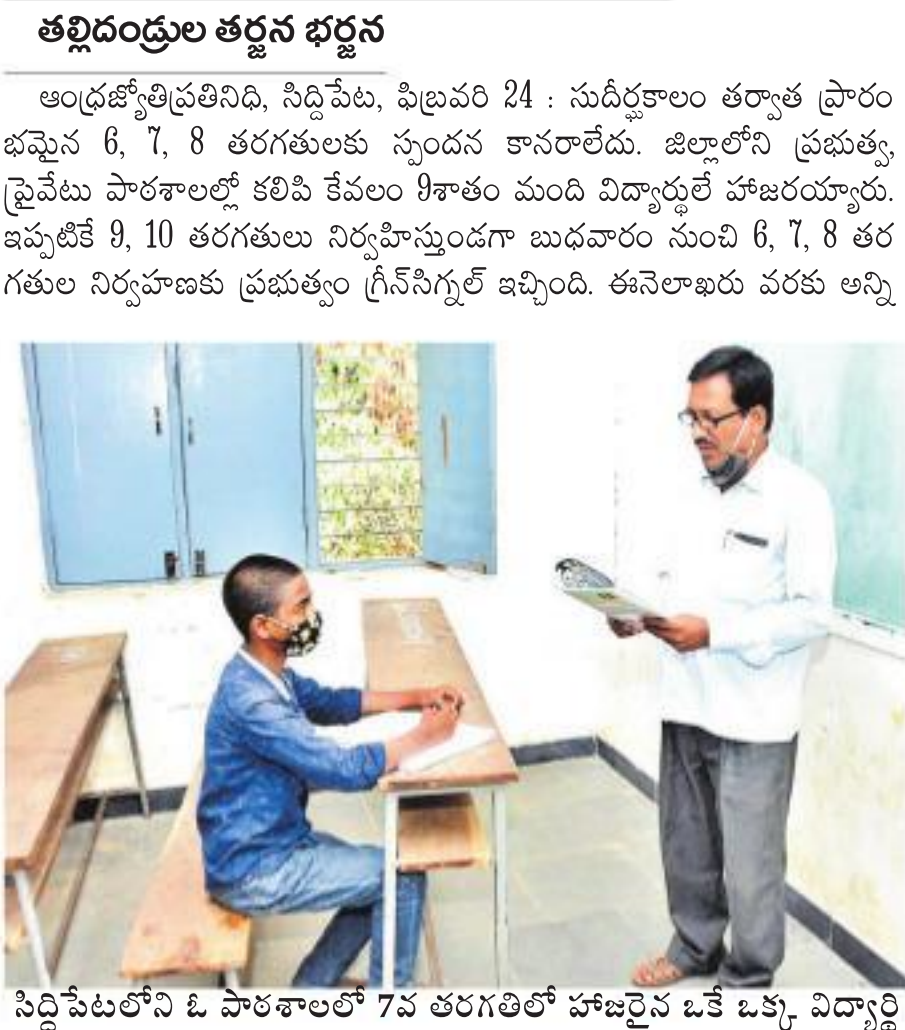 తల్లిదండ్రుల తర్జన భర్జన
ఆంధ్రజ్యోతిప్రతినిధి, సిద్దిపేట, ఫిబ్రవరి 24 : సుదీర్ఘకాలం తర్వాత ప్రారం
భమైన 6, 7, 8 తరగతులకు స్పందన కానరాలేదు. జిల్లాలోని ప్రభుత్వ,
ప్రైవేటు పాఠశాలల్లో కలిపి కేవలం 9శాతం మంది విద్యార్థులే హాజరయ్యారు.
ఇప్పటికే 9, 10 తరగతులు నిర్వహిస్తుండగా బుధవారం నుంచి 6, 7, 8 తర
గతుల నిర్వహణకు ప్రభుత్వం గ్రీన్‌సిగ్నల్ ఇచ్చింది. ఈనెలాఖరు వరకు అన్ని
సిద్దిపేటలోని ఓ పాఠశాలలో 7వ తరగతిలో హాజరైన ఒకే ఒక్క విద్యార్థి